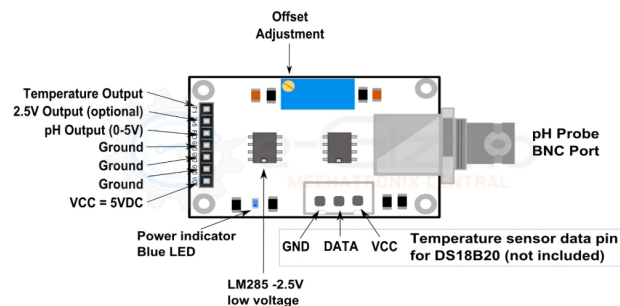 Offset
Adjustment
Temperature Output
2.5V Output (optional)
pH Output (0-5V)
Ground
Ground
Ground
VCC = 5VDC
pH Probe
BNC Port
MECHATRONIX CENTRAL
Power indicator
Blue LED
GND DATA VCC
Temperature sensor data pin
for DS18B20 (not included)
LM285 -2.5V
low voltage